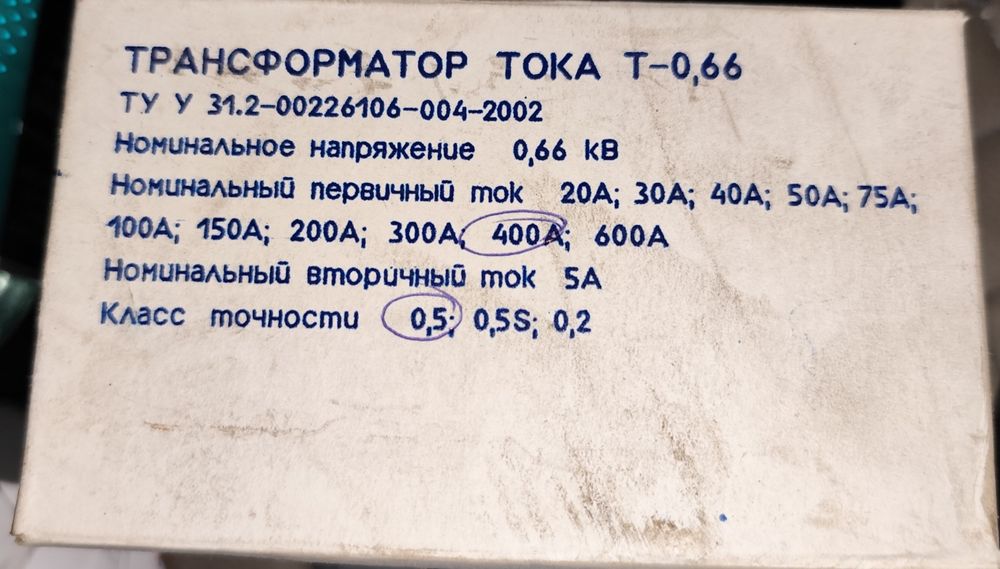 ТРАНСФОРМАТОР ТОКА Т-0,66
ТУ У 31.2-00226106-004-2002
Номинальное напряжение 0,66 кВ
Номинальный первичный ток 20А; 30А; 40А; 50А; 75А;
100А; 150А; 200А; 300А; 400А; 600А
Номинальный вторичный ток 5А
Класс точности 0,5; 0,5S; 0,2